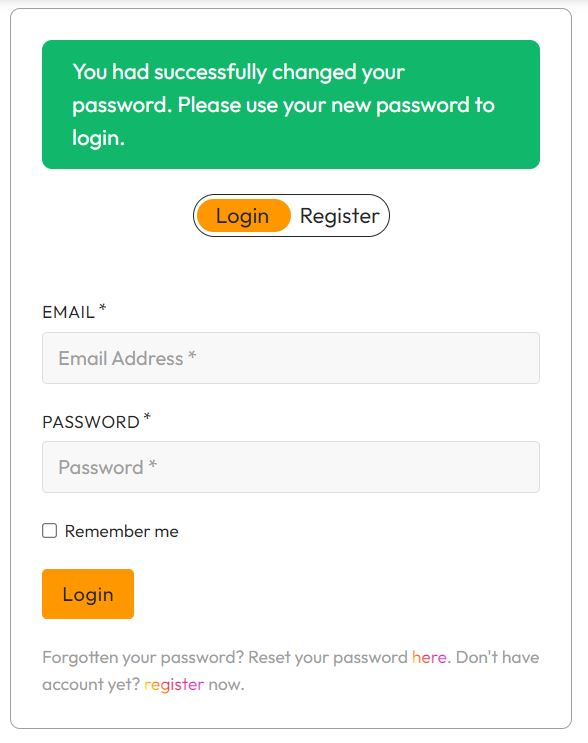 You had successfully changed your
password. Please use your new password to
login.
Login Register
EMAIL *
Email Address *
PASSWORD *
Password *
Remember me
Login
Forgotten your password? Reset your password here. Don't have
account yet? register now.